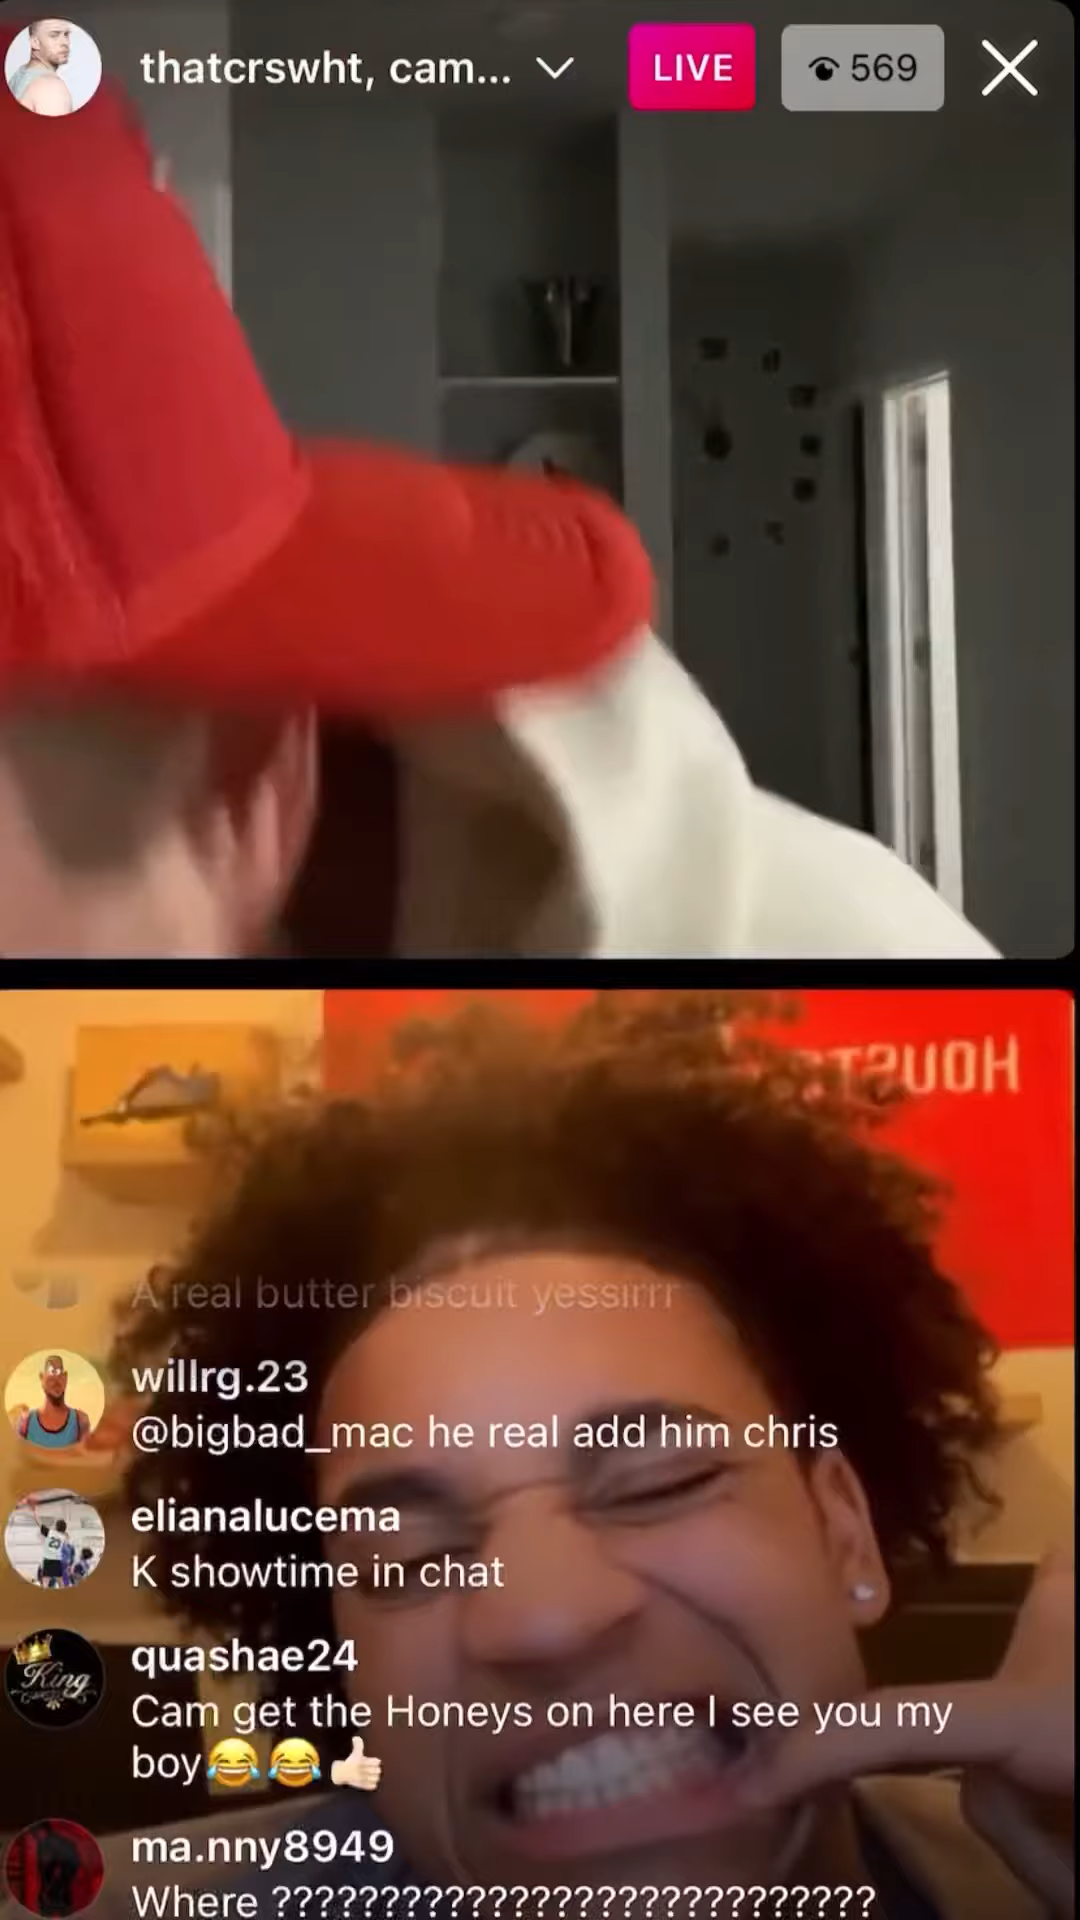 thatcrswht, cam...
LIVE
569
HOUST
A real butter biscuit yessirrr
willrg.23
@bigbad_mac he real add him chris
elianalucema
K showtime in chat
quashae24
Cam get the Honeys on here I see you my
boy😂😂👍🏻
ma.nny8949
Where ????????????????????????????
King